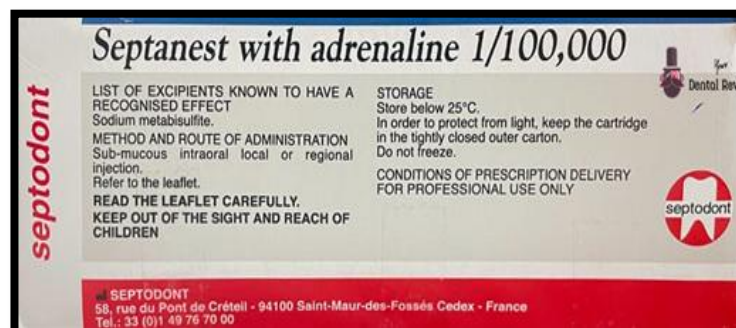 Septanest with adrenaline 1/100,000
LIST OF EXCIPIENTS KNOWN TO HAVE A
RECOGNISED EFFECT
Sodium metabisulfite.
METHOD AND ROUTE OF ADMINISTRATION
Sub-mucous intraoral local or regional
injection.
Refer to the leaflet.
READ THE LEAFLET CAREFULLY.
KEEP OUT OF THE SIGHT AND REACH OF
CHILDREN
STORAGE
Store below 25°C.
In order to protect from light, keep the cartridge
in the tightly closed outer carton.
Do not freeze.
CONDITIONS OF PRESCRIPTION DELIVERY
FOR PROFESSIONAL USE ONLY
Dental
septodont
septodont
SEPTODONT
58, rue du Pont de Créteil - 94100 Saint-Maur-des-Fossés Cedex - France
Tel.: 33 (0)1 49 76 70 00